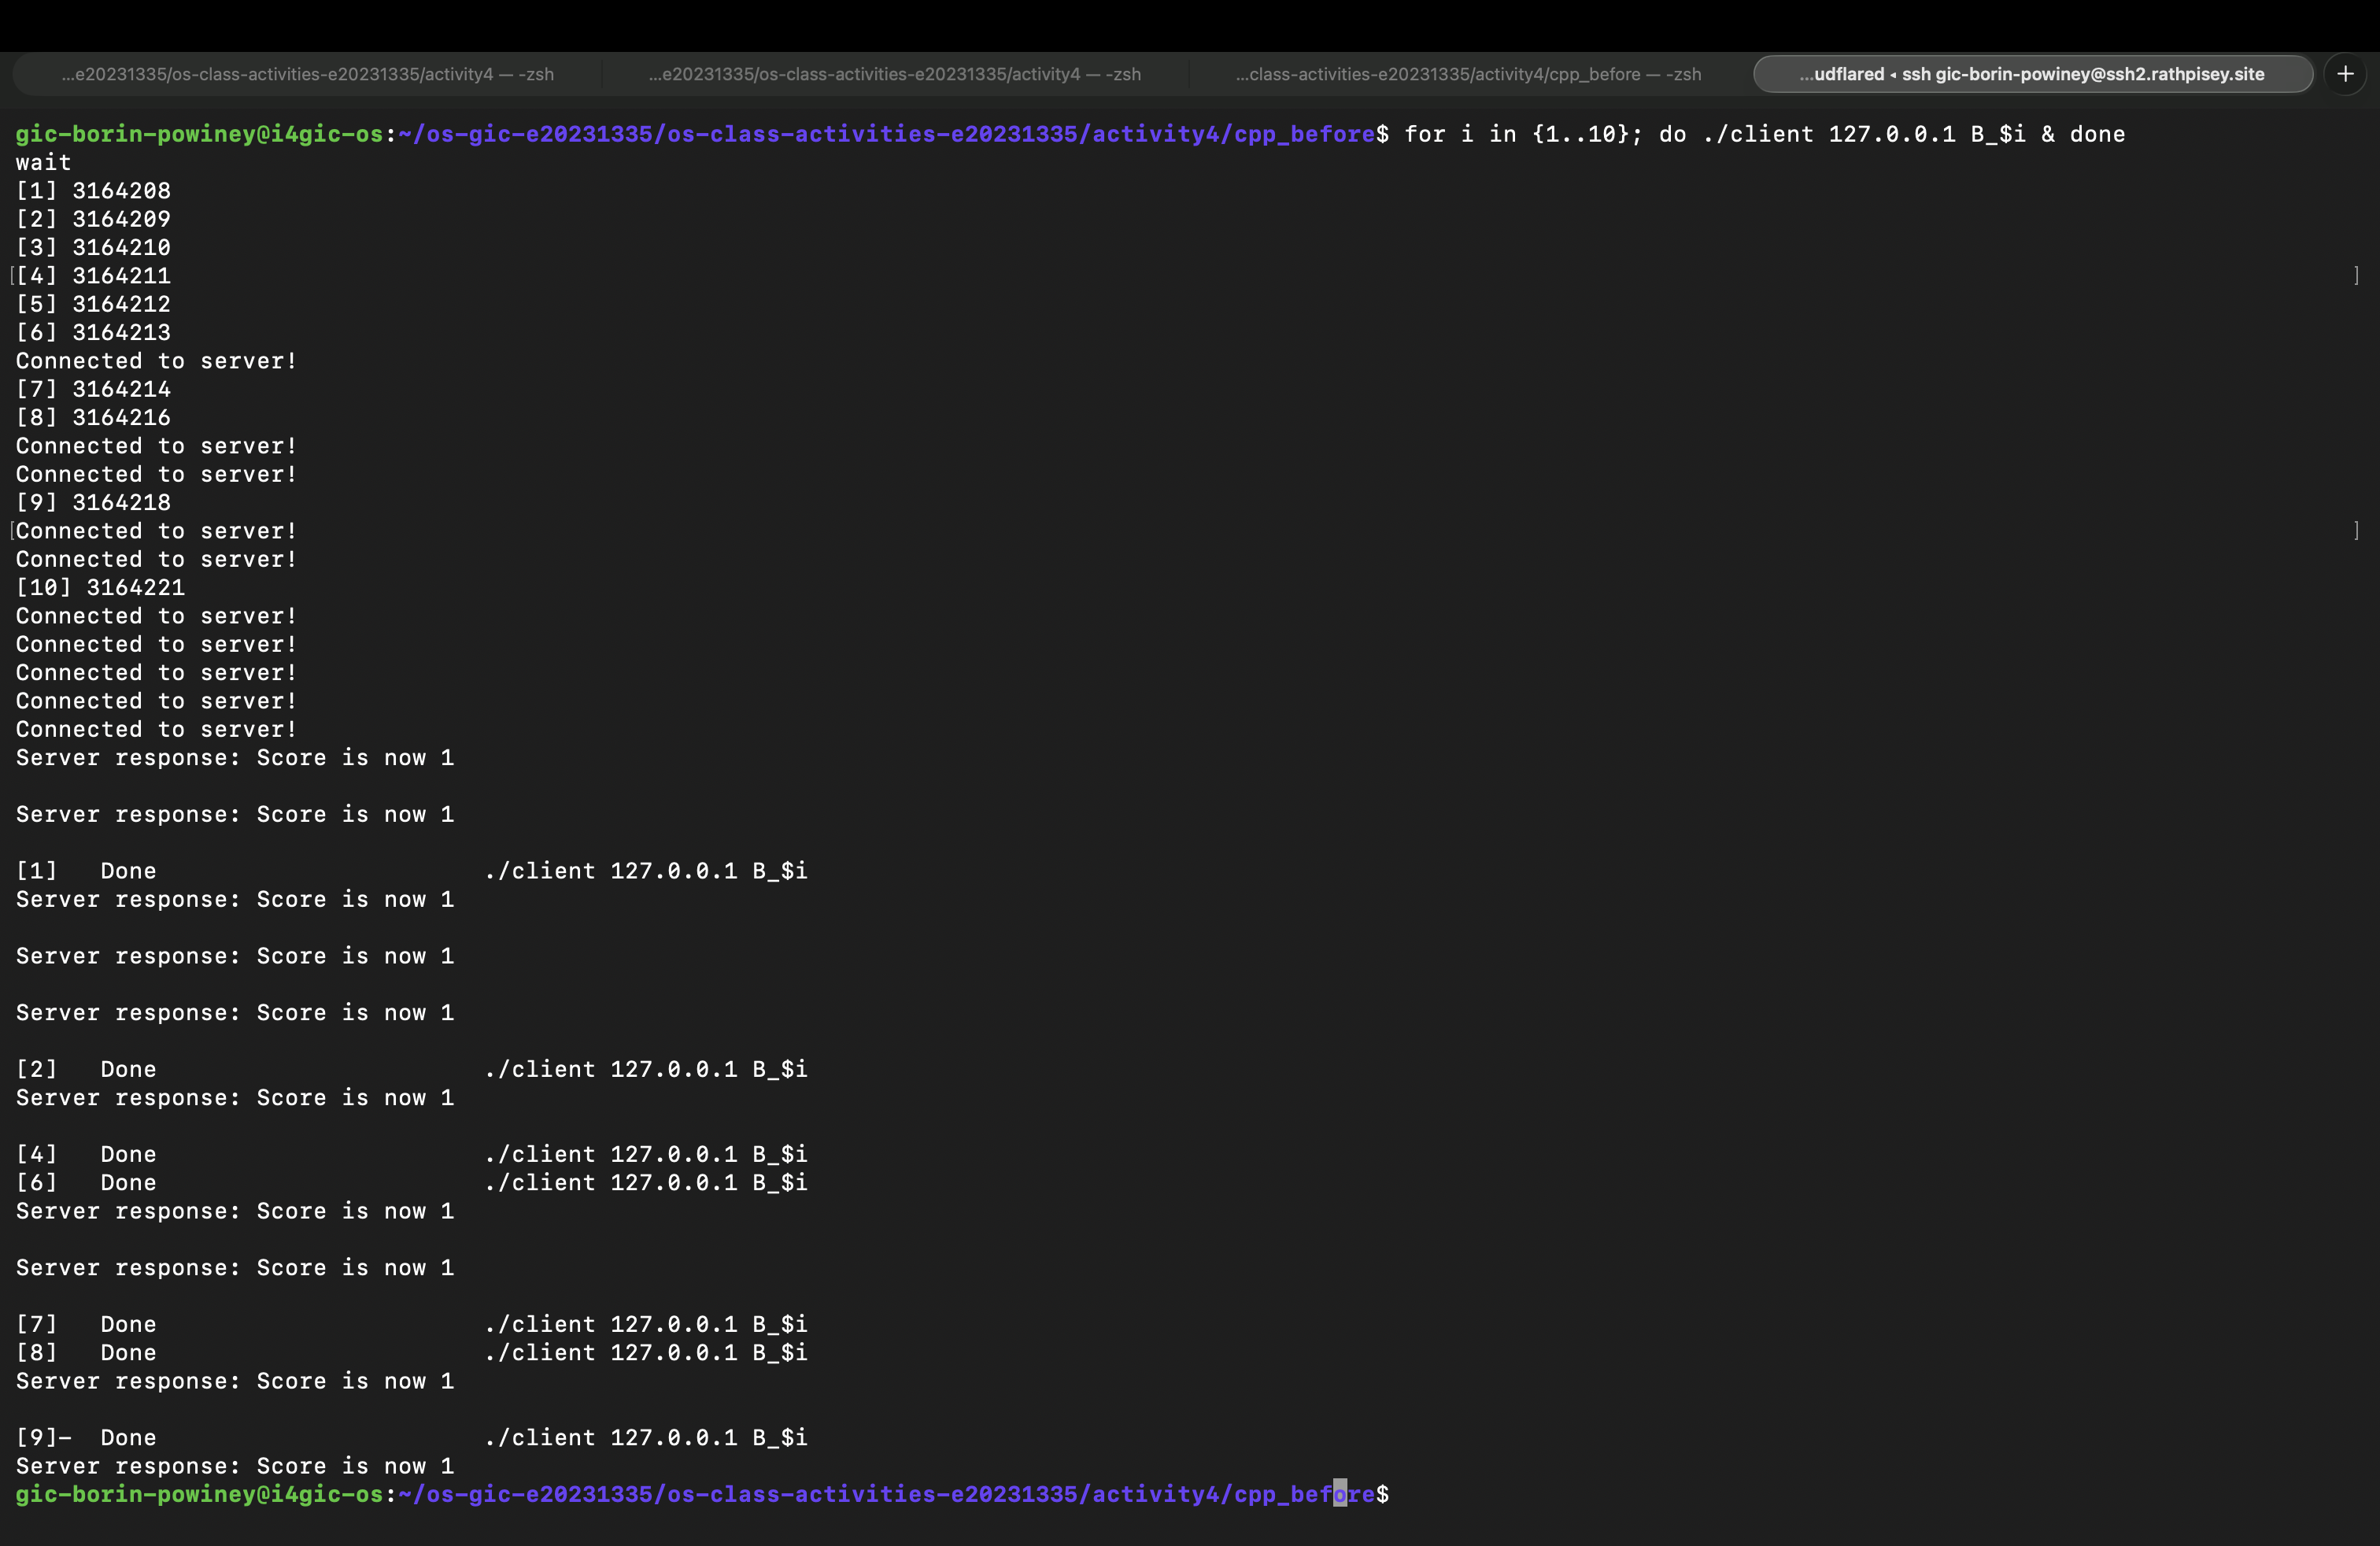 ...e20231335/os-class-activities-e20231335/activity4 — -zsh
...e20231335/os-class-activities-e20231335/activity4 — -zsh
...class-activities-e20231335/activity4/cpp_before — -zsh
...udflared ◂ ssh gic-borin-powiney@ssh2.rathpisey.site
+
gic-borin-powiney@i4gic-os:~/os-gic-e20231335/os-class-activities-e20231335/activity4/cpp_before$ for i in {1..10}; do ./client 127.0.0.1 B_$i & done
wait
[1] 3164208
[2] 3164209
[3] 3164210
[[4] 3164211 ]
[5] 3164212
[6] 3164213
Connected to server!
[7] 3164214
[8] 3164216
Connected to server!
Connected to server!
[9] 3164218
[Connected to server! ]
Connected to server!
[10] 3164221
Connected to server!
Connected to server!
Connected to server!
Connected to server!
Connected to server!
Server response: Score is now 1
Server response: Score is now 1
[1]   Done                       ./client 127.0.0.1 B_$i
Server response: Score is now 1
Server response: Score is now 1
Server response: Score is now 1
[2]   Done                       ./client 127.0.0.1 B_$i
Server response: Score is now 1
[4]   Done                       ./client 127.0.0.1 B_$i
[6]   Done                       ./client 127.0.0.1 B_$i
Server response: Score is now 1
Server response: Score is now 1
[7]   Done                       ./client 127.0.0.1 B_$i
[8]   Done                       ./client 127.0.0.1 B_$i
Server response: Score is now 1
[9]-  Done                       ./client 127.0.0.1 B_$i
Server response: Score is now 1
gic-borin-powiney@i4gic-os:~/os-gic-e20231335/os-class-activities-e20231335/activity4/cpp_before$